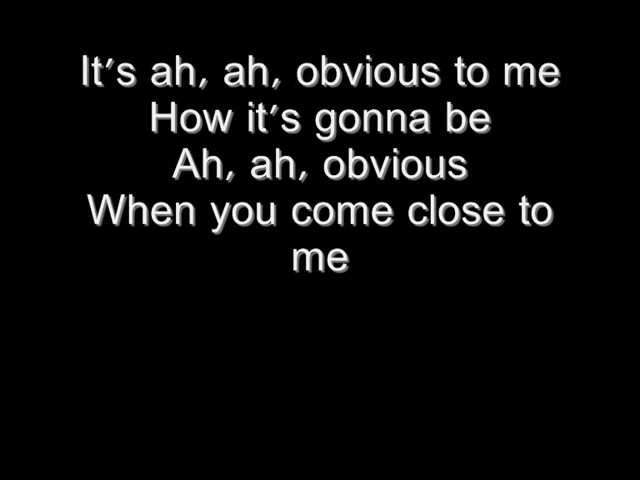 It's ah, ah, obvious to me
How it's gonna be
Ah, ah, obvious
When you come close to
me